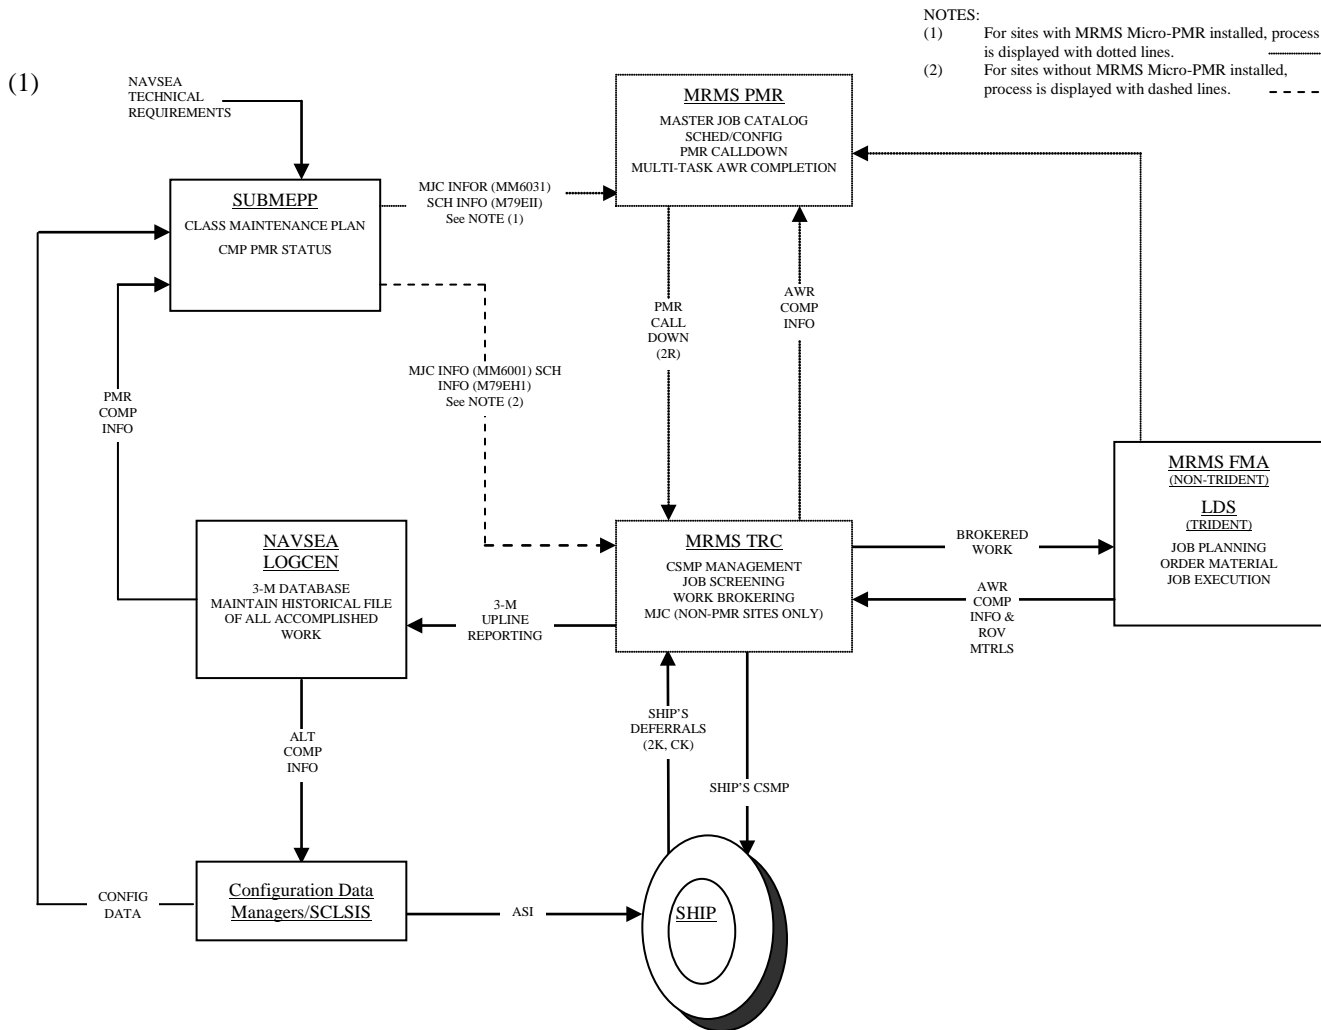 NOTES:
(1) For sites with MRMS Micro-PMR installed, process
is displayed with dotted lines.
(2) For sites without MRMS Micro-PMR installed,
process is displayed with dashed lines.
(1)
NAVSEA
TECHNICAL
REQUIREMENTS
MRMS PMR
MASTER JOB CATALOG
SCHED/CONFIG
PMR CALLDOWN
MULTI-TASK AWR COMPLETION
SUBMEPP
CLASS MAINTENANCE PLAN
CMP PMR STATUS
MJC INFOR (MM6031)
SCH INFO (M79EII)
See NOTE (1)
PMR
CALL
DOWN
(2R)
AWR
COMP
INFO
MJC INFO (MM6001) SCH
INFO (M79EH1)
See NOTE (2)
PMR
COMP
INFO
MRMS FMA
(NON-TRIDENT)
LDS
(TRIDENT)
JOB PLANNING
ORDER MATERIAL
JOB EXECUTION
NAVSEA
LOGCEN
3-M DATABASE
MAINTAIN HISTORICAL FILE
OF ALL ACCOMPLISHED
WORK
MRMS TRC
CSMP MANAGEMENT
JOB SCREENING
WORK BROKERING
MJC (NON-PMR SITES ONLY)
BROKERED
WORK
AWR
COMP
INFO &
ROV
MTRLS
3-M
UPLINE
REPORTING
SHIP'S
DEFERRALS
(2K, CK)
ALT
COMP
INFO
SHIP'S CSMP
CONFIG
DATA
Configuration Data
Managers/SCLSIS
ASI
SHIP